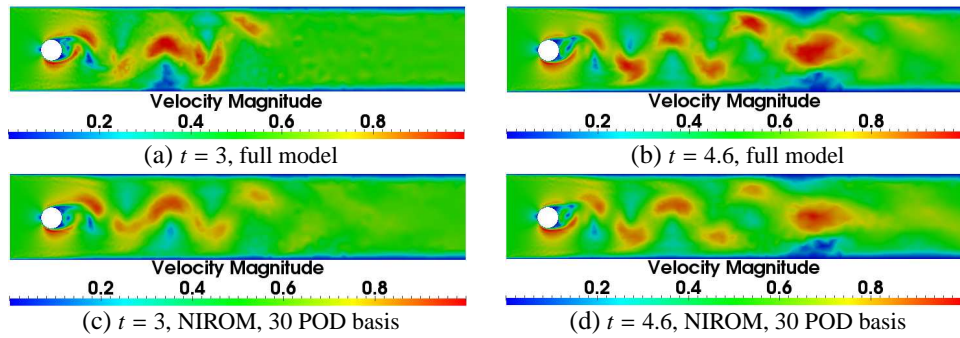 Velocity Magnitude
0.2 0.4 0.6 0.8
(a) t = 3, full model
Velocity Magnitude
0.2 0.4 0.6 0.8
(b) t = 4.6, full model
Velocity Magnitude
0.2 0.4 0.6 0.8
(c) t = 3, NIROM, 30 POD basis
Velocity Magnitude
0.2 0.4 0.6 0.8
(d) t = 4.6, NIROM, 30 POD basis